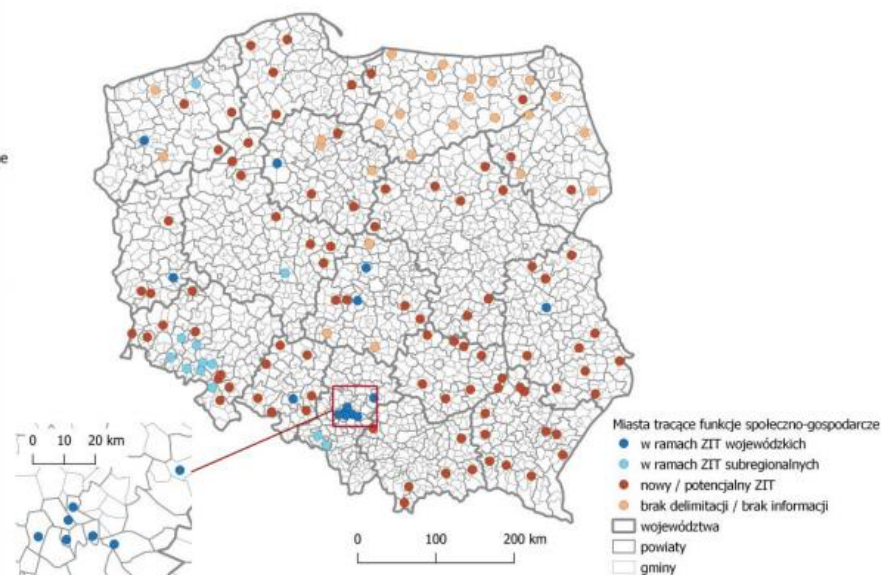 e
Miasta tracące funkcje społeczno-gospodarcze
w ramach ZIT wojewódzkich
w ramach ZIT subregionalnych
nowy / potencjalny ZIT
brak delimitacji / brak informacji
województwa
powiaty
gminy
0 10 20 km
0 100 200 km